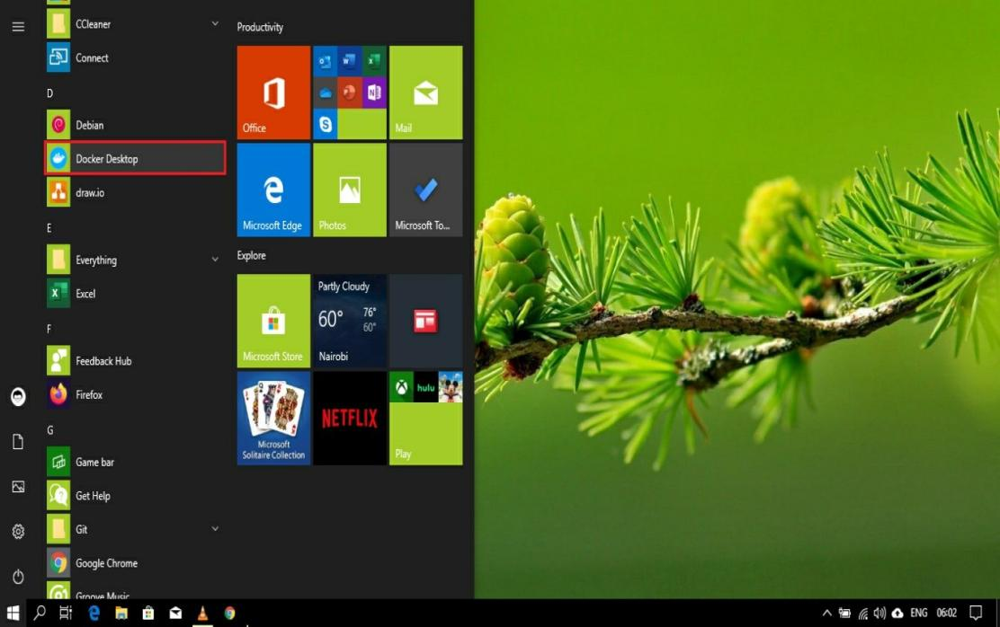 CCleaner
Connect
D
Debian
Docker Desktop
draw.io
E
Everything
Excel
F
Feedback Hub
Firefox
G
Game bar
Get Help
Git
Google Chrome
Groove Music
Productivity
Office
Mail
Microsoft Edge
Photos
Microsoft To...
Explore
Microsoft Store
Partly Cloudy
60° 76°
60°
Nairobi
Microsoft
Solitaire Collection
NETFLIX
hulu
Play
ENG 06:02